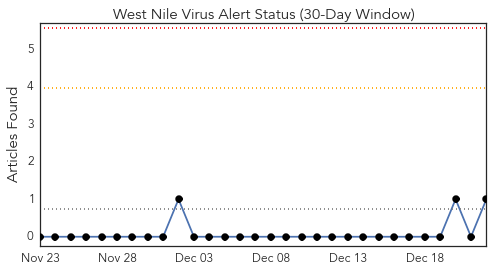 West Nile Virus Alert Status (30-Day Window)
Articles Found
5
4
3
2
1
0
Nov 23 Nov 28 Dec 03 Dec 08 Dec 13 Dec 18